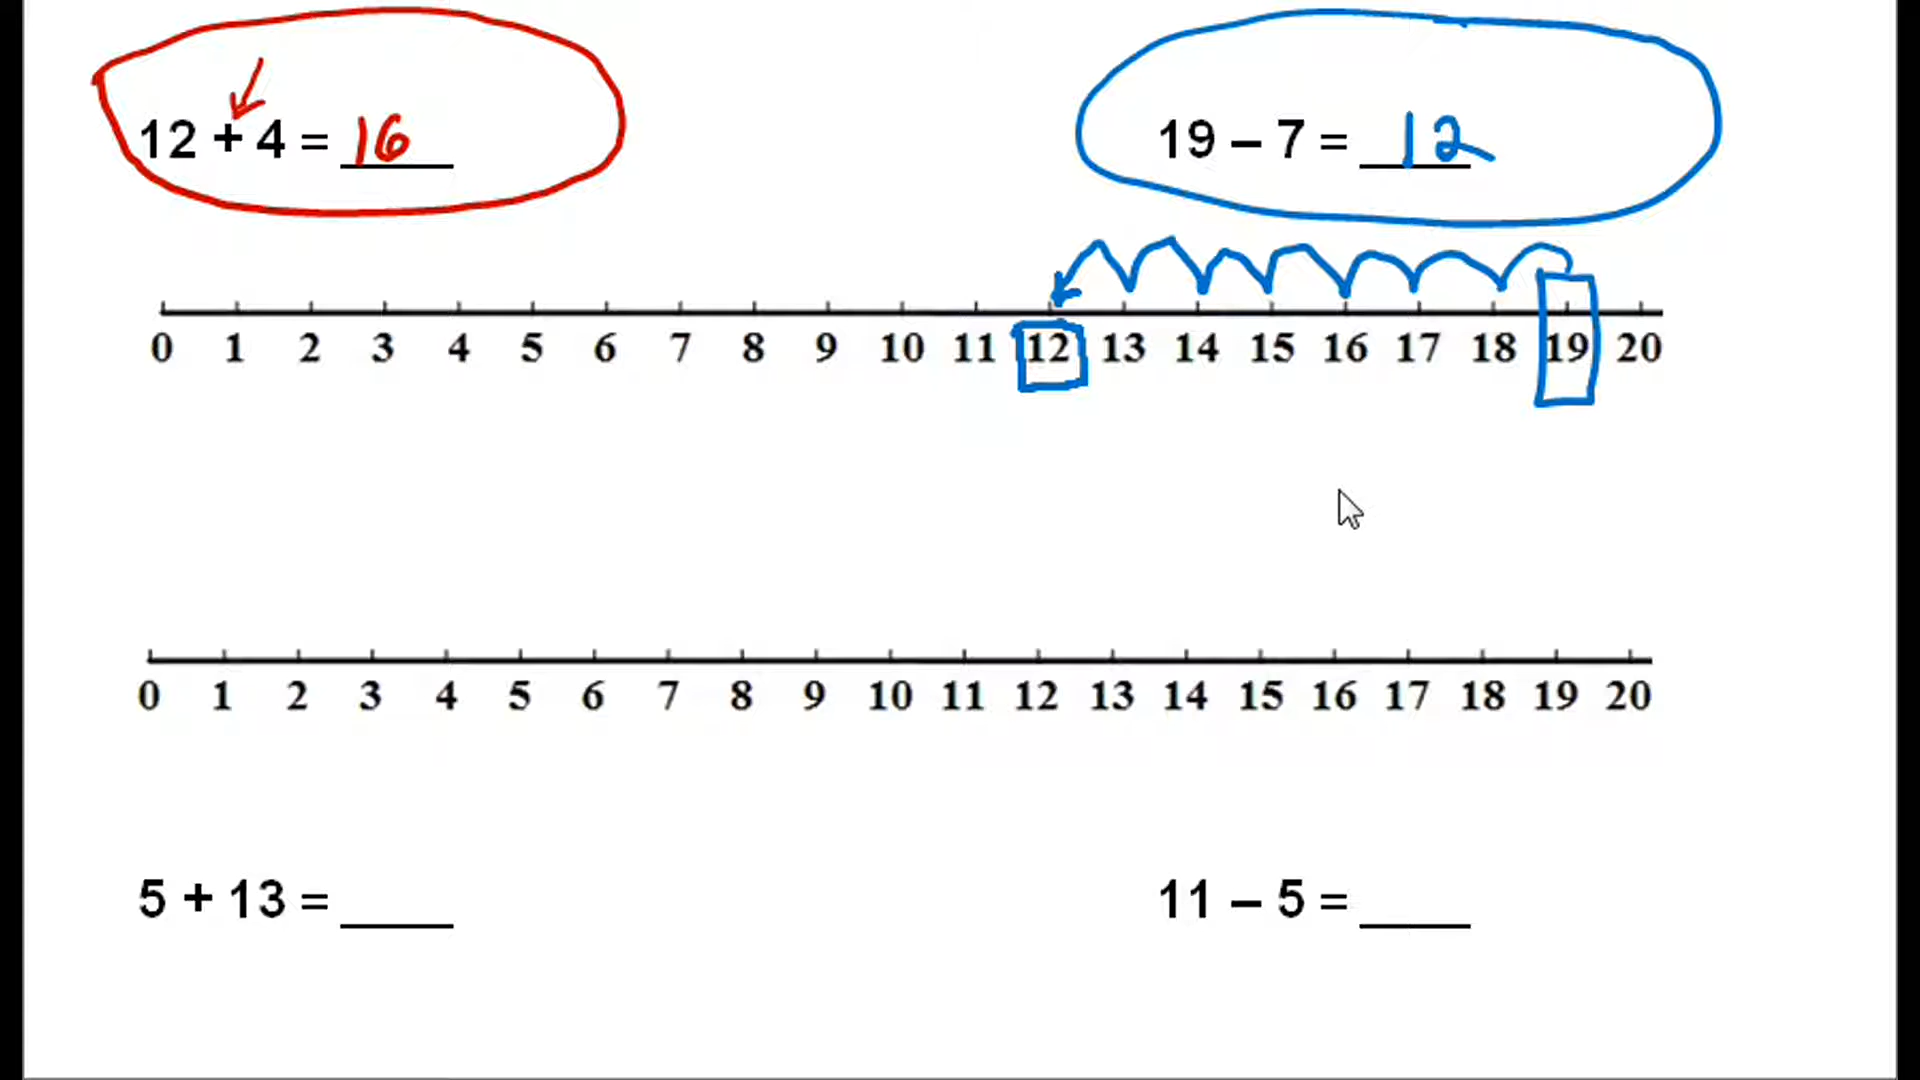 12 + 4 = 16
19 – 7 = 12
0 1 2 3 4 5 6 7 8 9 10 11 12 13 14 15 16 17 18 19 20
0 1 2 3 4 5 6 7 8 9 10 11 12 13 14 15 16 17 18 19 20
5 + 13 = ____
11 – 5 = ____